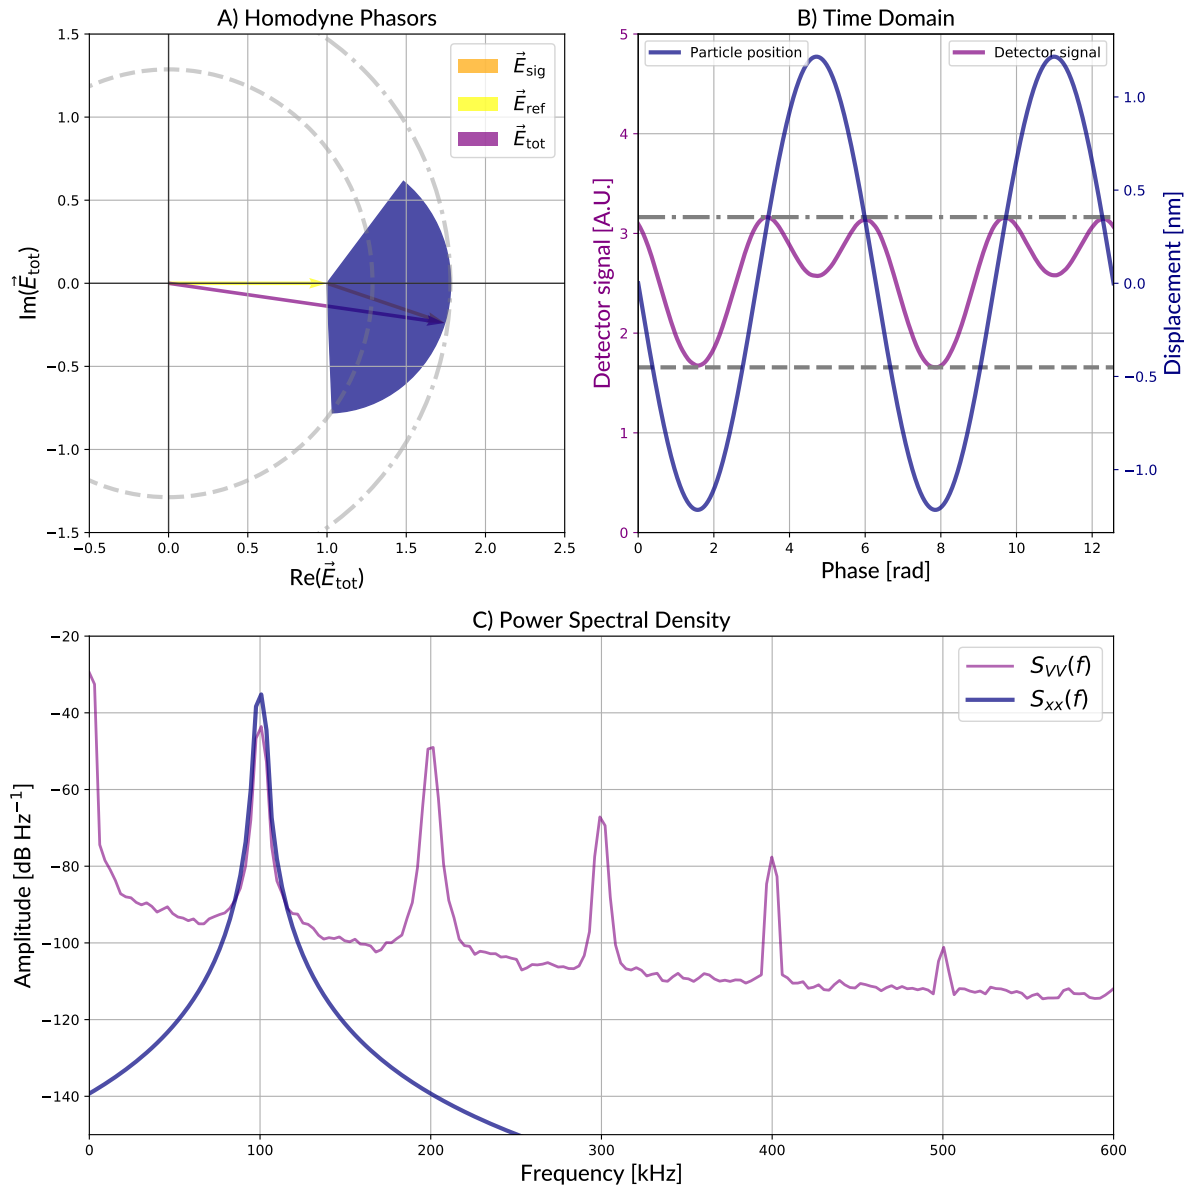 A) Homodyne Phasors
1.5
1.0
0.5
0.0
−0.5
−1.0
−1.5
−0.5 0.0 0.5 1.0 1.5 2.0 2.5
Im(E⃗tot)
Re(E⃗tot)
E⃗sig
E⃗ref
E⃗tot
B) Time Domain
Particle position
Detector signal
5
4
3
2
1
0
Detector signal [A.U.]
1.0
0.5
0.0
−0.5
−1.0
Displacement [nm]
0 2 4 6 8 10 12
Phase [rad]
C) Power Spectral Density
SVV(f)
Sxx(f)
−20
−40
−60
−80
−100
−120
−140
Amplitude [dB Hz⁻¹]
0 100 200 300 400 500 600
Frequency [kHz]